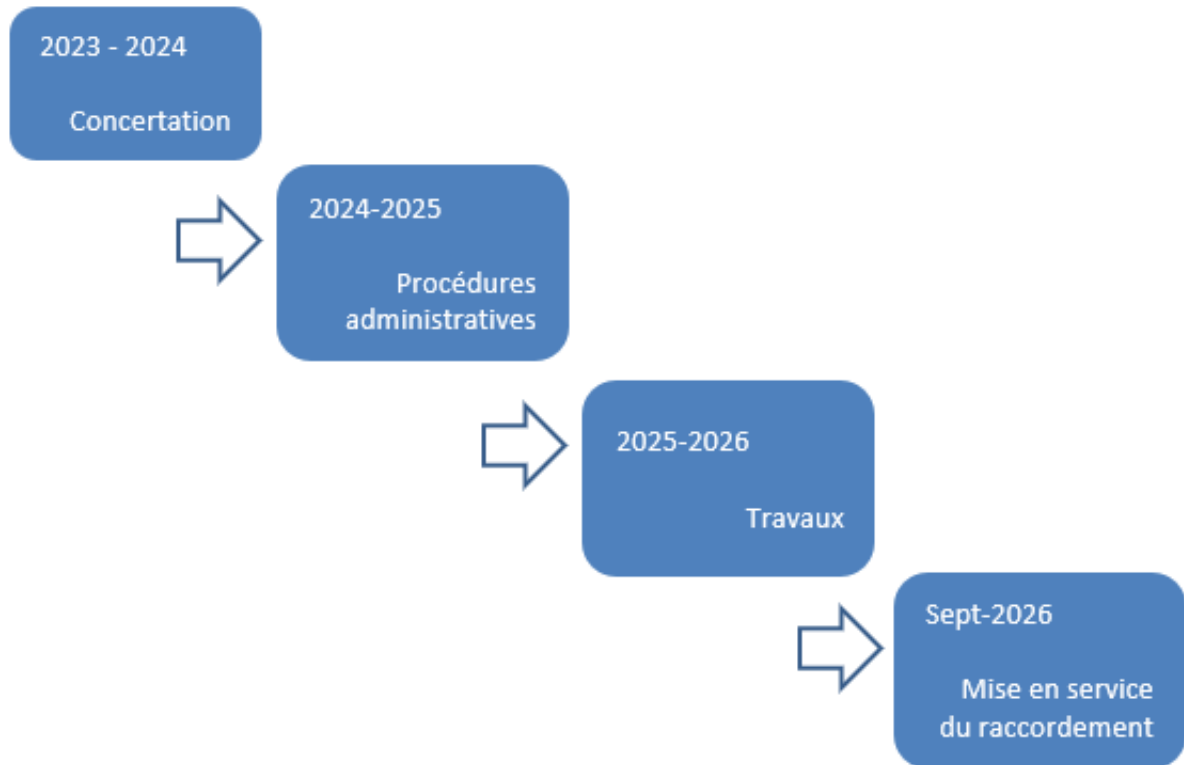 2023 - 2024
Concertation
2024-2025
Procédures
administratives
2025-2026
Travaux
Sept-2026
Mise en service
du raccordement